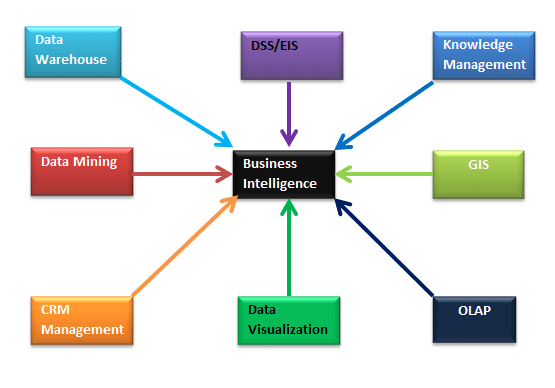 Data
Warehouse
DSS/EIS
Knowledge
Management
Data Mining
Business
Intelligence
GIS
CRM
Management
Data
Visualization
OLAP